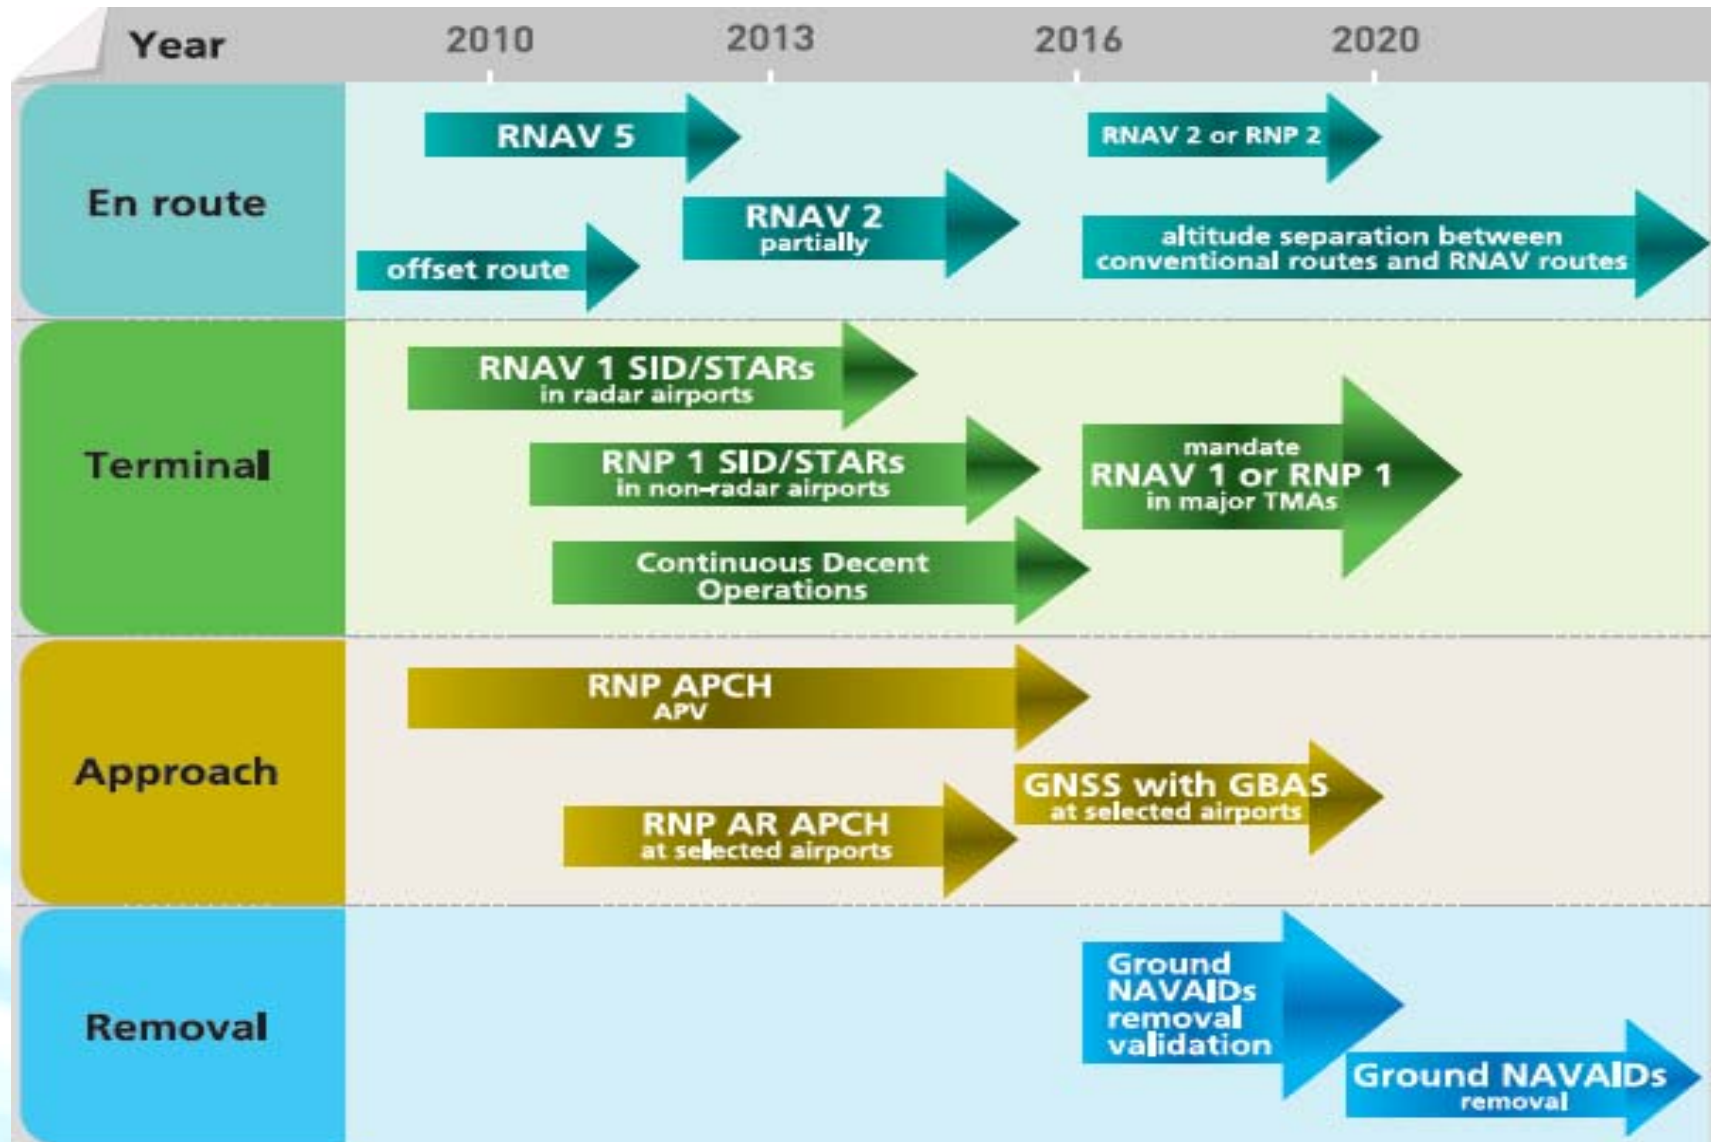 Year 2010 2013 2016 2020
En route
RNAV 5
RNAV 2 or RNP 2
RNAV 2
partially
altitude separation between
conventional routes and RNAV routes
offset route
Terminal
RNAV 1 SID/STARs
in radar airports
RNP 1 SID/STARs
in non-radar airports
mandate
RNAV 1 or RNP 1
in major TMAs
Continuous Decent
Operations
Approach
RNP APCH
APV
GNSS with GBAS
at selected airports
RNP AR APCH
at selected airports
Removal
Ground
NAVAIDs
removal
validation
Ground NAVAIDs
removal